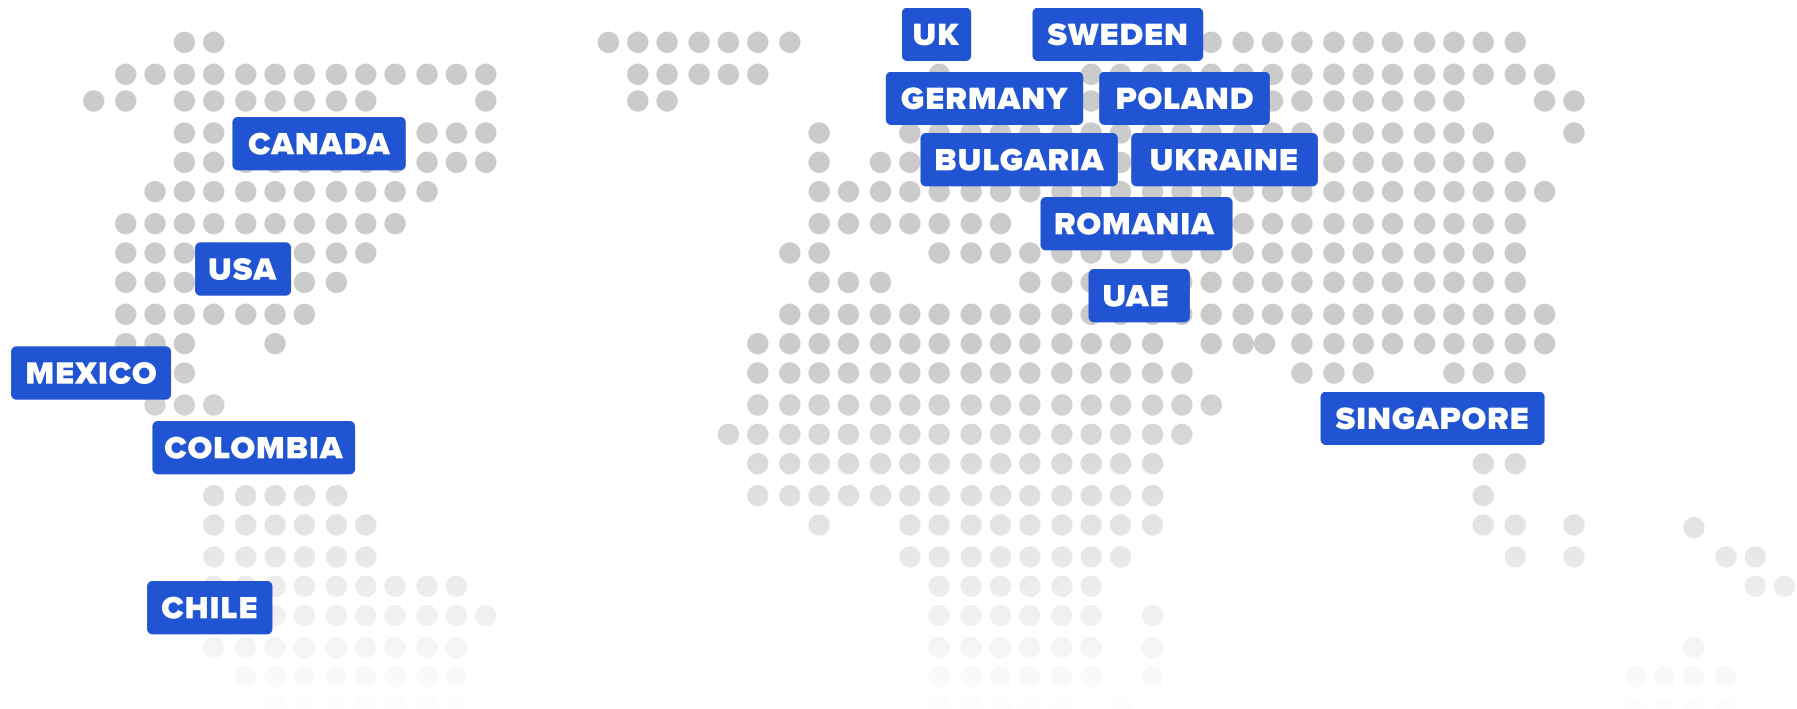 UK
SWEDEN
GERMANY
POLAND
CANADA
BULGARIA
UKRAINE
ROMANIA
USA
UAE
MEXICO
SINGAPORE
COLOMBIA
CHILE